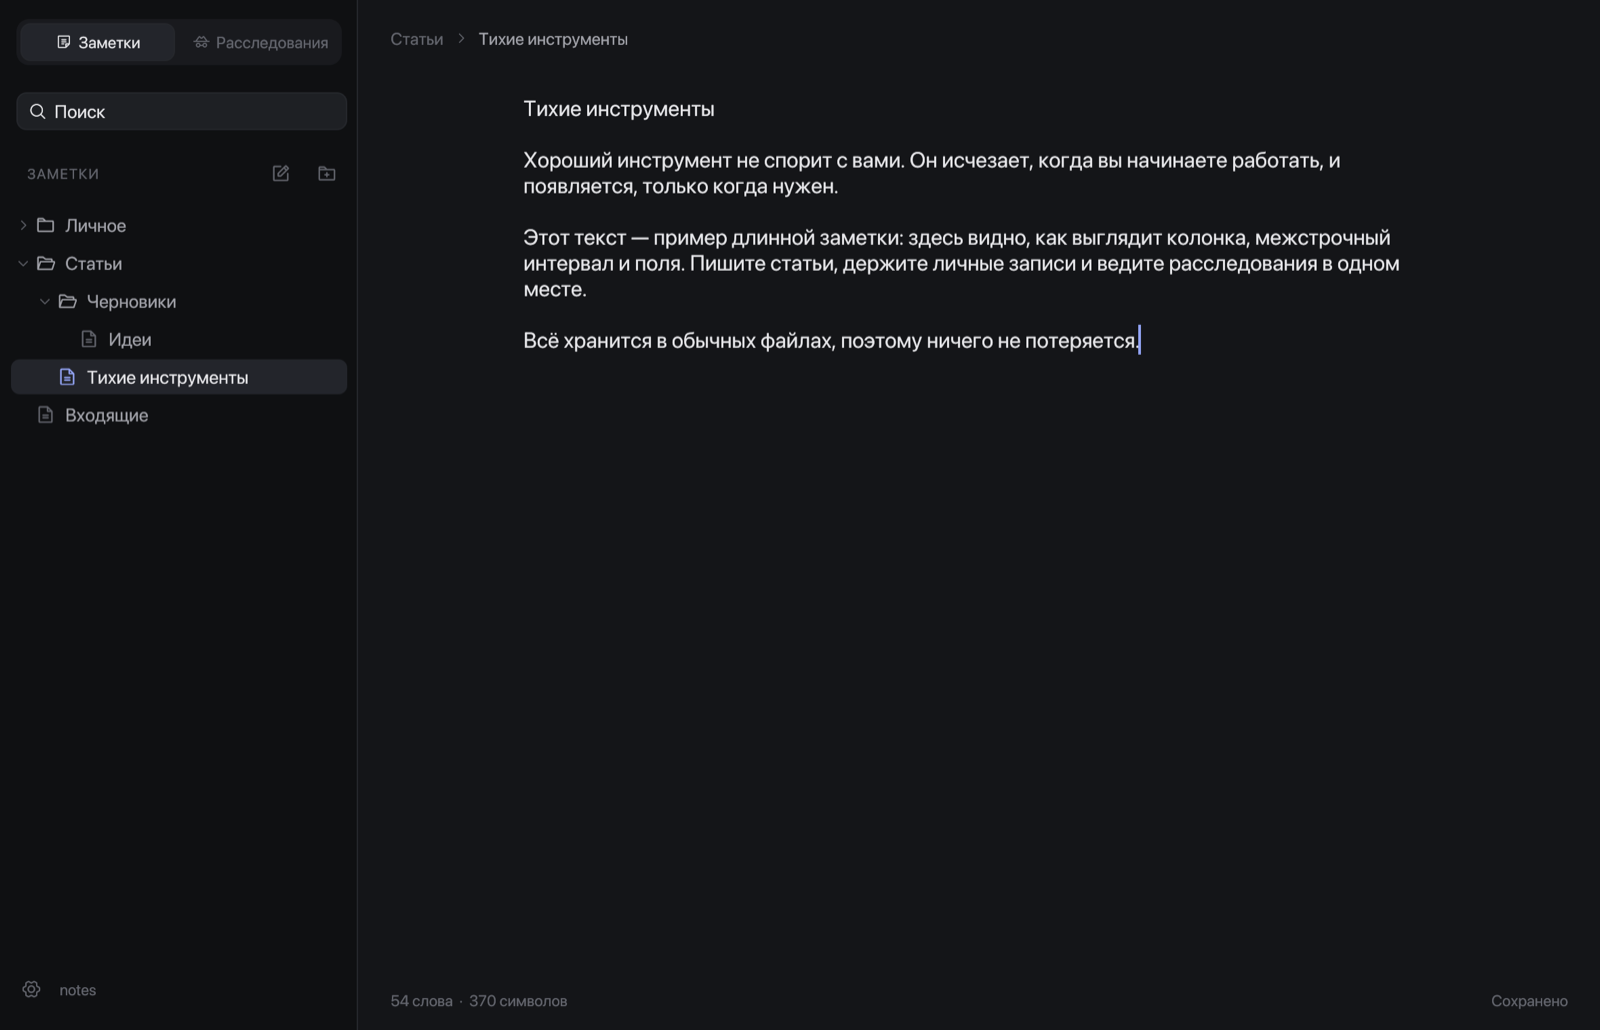 Заметки
Расследования
Поиск
ЗАМЕТКИ
Личное
Статьи
Черновики
Идеи
Тихие инструменты
Входящие
notes
Статьи
Тихие инструменты
Тихие инструменты
Хороший инструмент не спорит с вами. Он исчезает, когда вы начинаете работать, и
появляется, только когда нужен.
Этот текст — пример длинной заметки: здесь видно, как выглядит колонка, межстрочный
интервал и поля. Пишите статьи, держите личные записи и ведите расследования в одном
месте.
Всё хранится в обычных файлах, поэтому ничего не потеряется.
54 слова · 370 символов
Сохранено